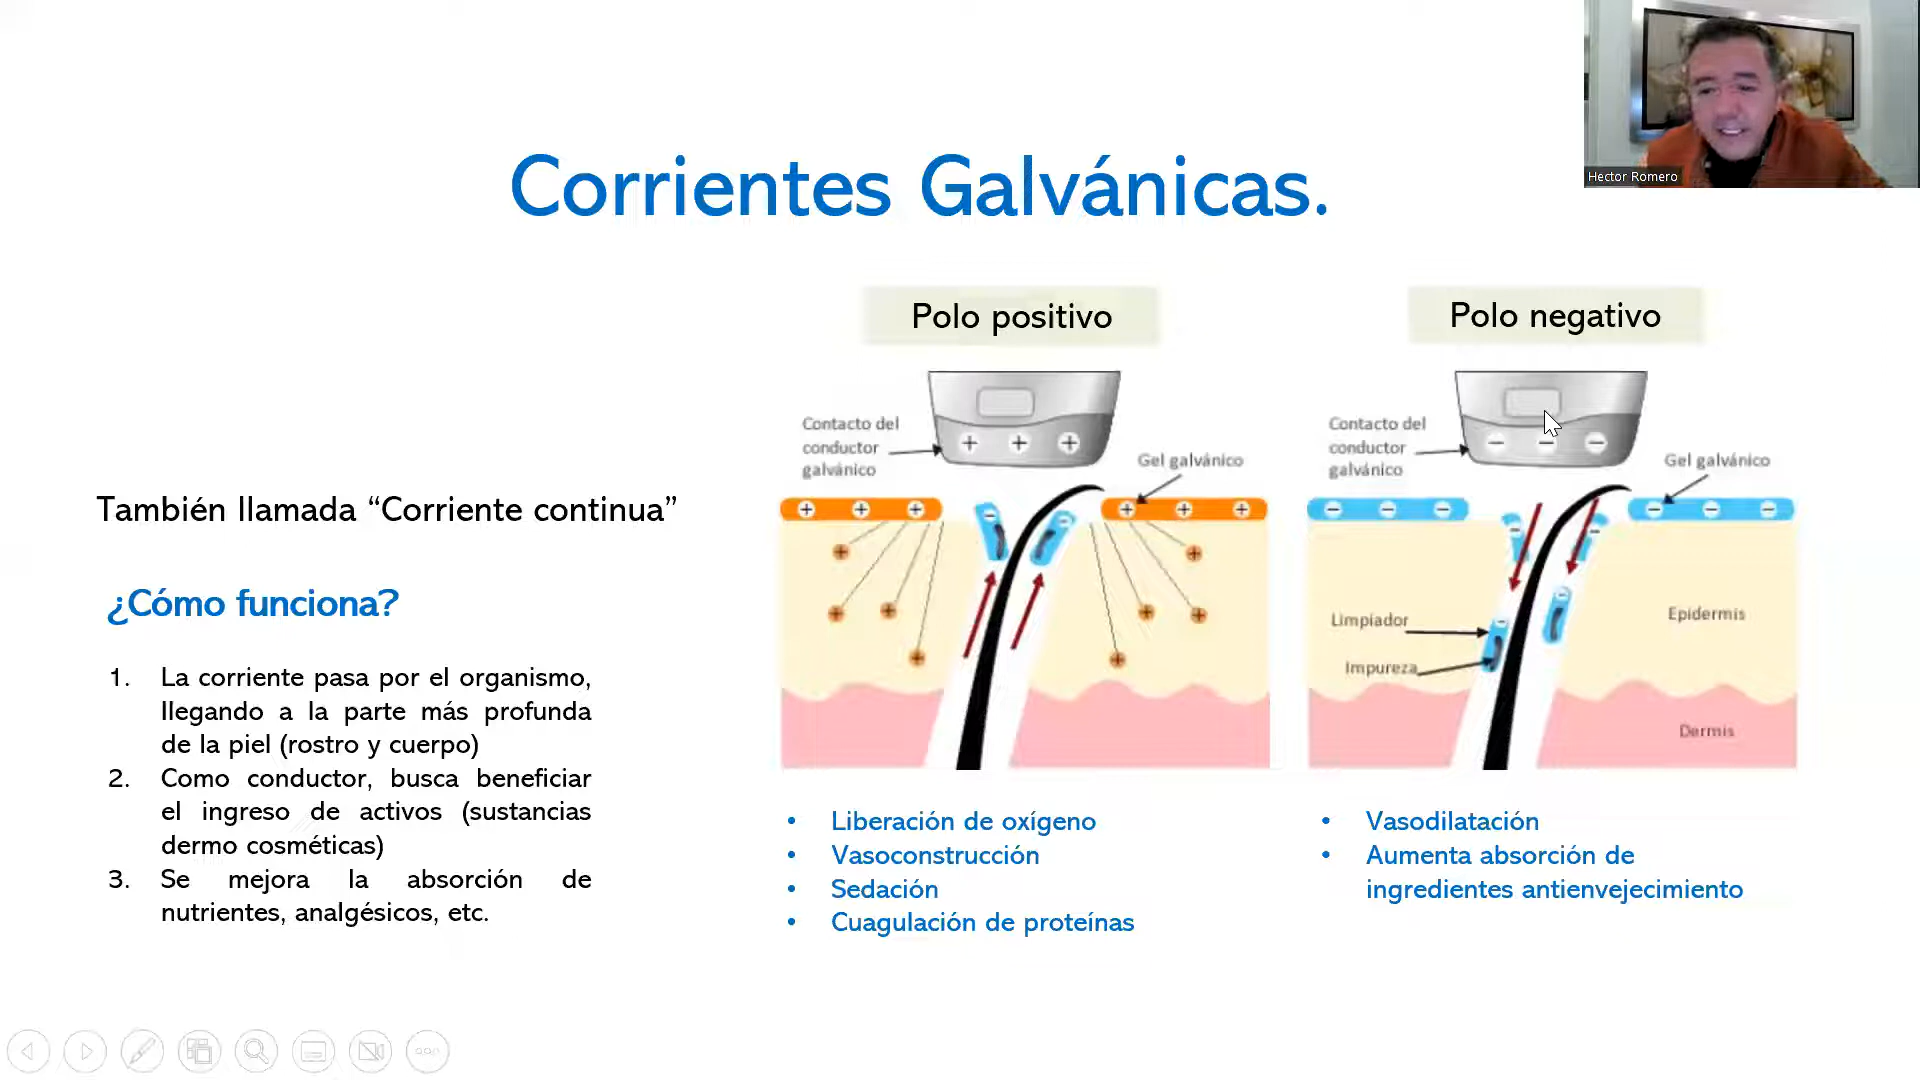 Hector Romero
Corrientes Galvánicas.
También llamada “Corriente continua”
¿Cómo funciona?
1. La corriente pasa por el organismo,
llegando a la parte más profunda
de la piel (rostro y cuerpo)
2. Como conductor, busca beneficiar
el ingreso de activos (sustancias
dermo cosméticas)
3. Se mejora la absorción de
nutrientes, analgésicos, etc.
Polo positivo
Contacto del
conductor
galvánico
Gel galvánico
• Liberación de oxígeno
• Vasoconstrucción
• Sedación
• Cuagulación de proteínas
Polo negativo
Contacto del
conductor
galvánico
Gel galvánico
Limpiador
Impureza
Epidermis
Dermis
• Vasodilatación
• Aumenta absorción de
ingredientes antienvejecimiento